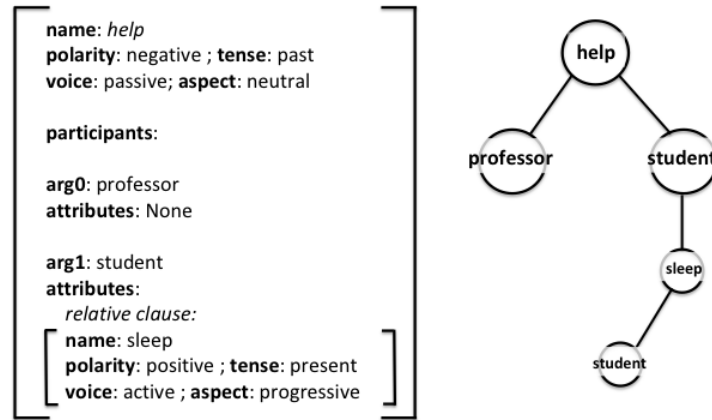 name: help
polarity: negative ; tense: past
voice: passive; aspect: neutral
participants:
arg0: professor
attributes: None
arg1: student
attributes:
relative clause:
name: sleep
polarity: positive ; tense: present
voice: active ; aspect: progressive
help
professor
student
sleep
student